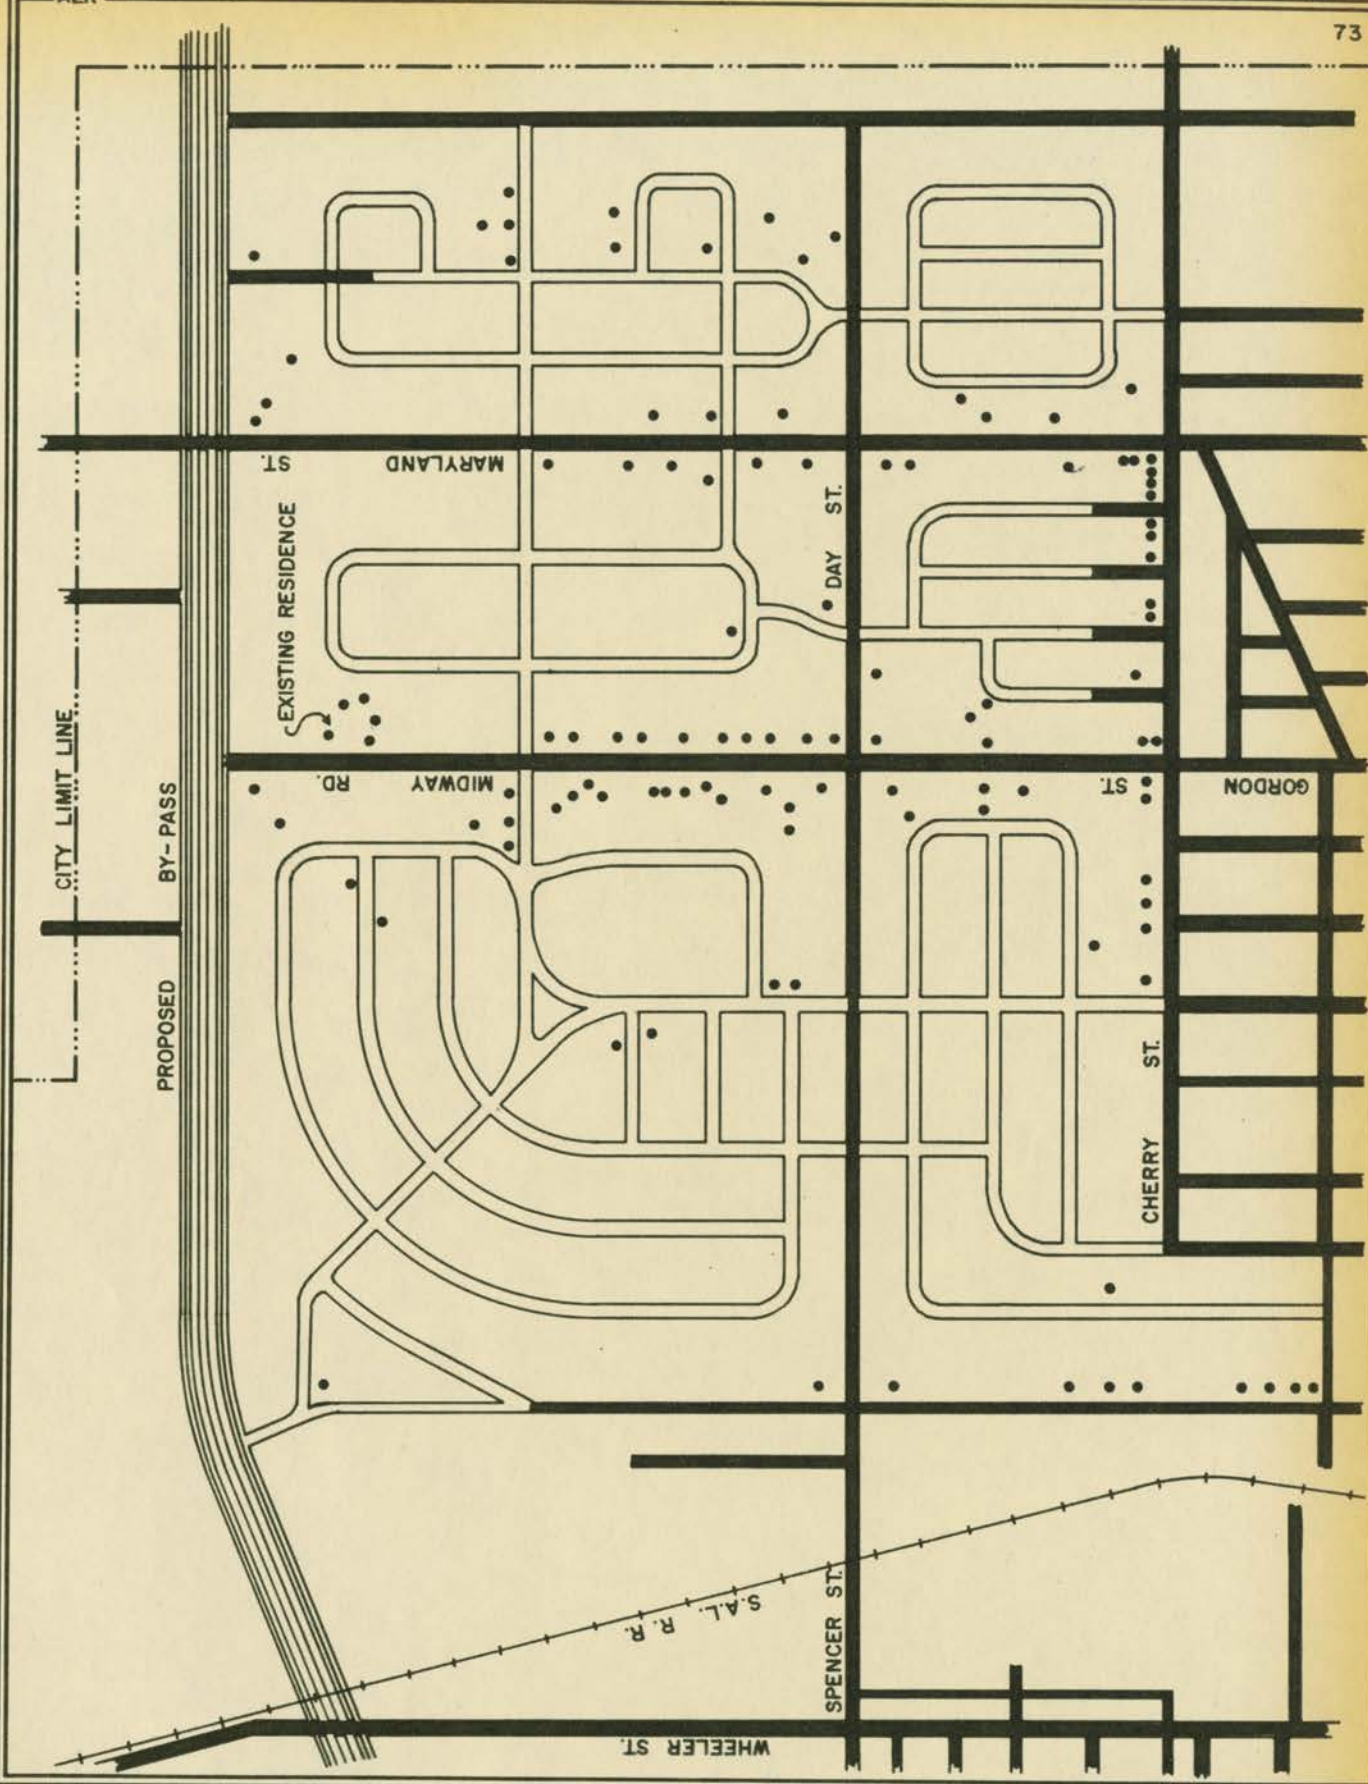 73
MARYLAND ST.
EXISTING RESIDENCE
DAY ST.
CITY LIMIT LINE
MIDWAY RD.
GORDON ST.
PROPOSED BY-PASS
CHERRY ST.
S.A.L. R.R.
SPENCER ST.
WHEELER ST.